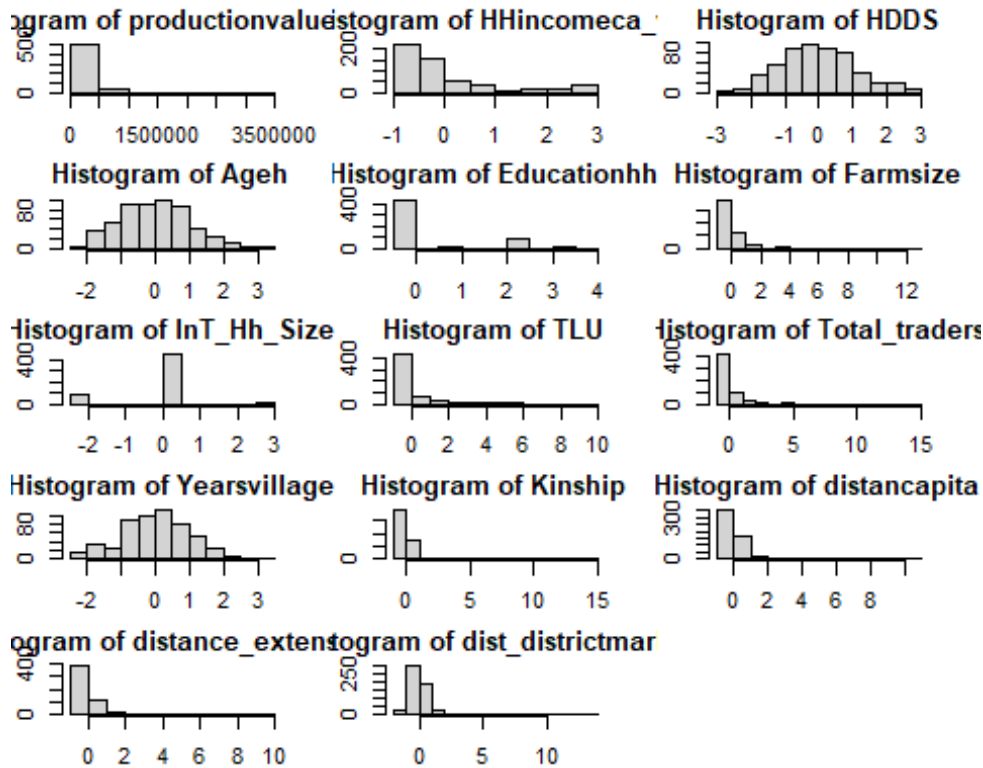 ogram of productionvalue istogram of HHincomeca_ Histogram of HDDS
500 0 200 0 80 0
0 1500000 3500000 -1 0 1 2 3 -3 -1 0 1 2 3
Histogram of Ageh Histogram of Educationhh Histogram of Farmsize
80 0 400 0 0
-2 0 1 2 3 0 1 2 3 4 0 2 4 6 8 12
Histogram of InT_Hh_Size Histogram of TLU Histogram of Total_traders
400 0 400 0 400 0
-2 -1 0 1 2 3 0 2 4 6 8 10 0 5 10 15
Histogram of Yearsvillage Histogram of Kinship Histogram of distancapita
80 0 0 300 0
-2 0 1 2 3 0 5 10 15 0 2 4 6 8
ogram of distance_extens togram of dist_districtmar
400 0 250 0
0 2 4 6 8 10 0 5 10